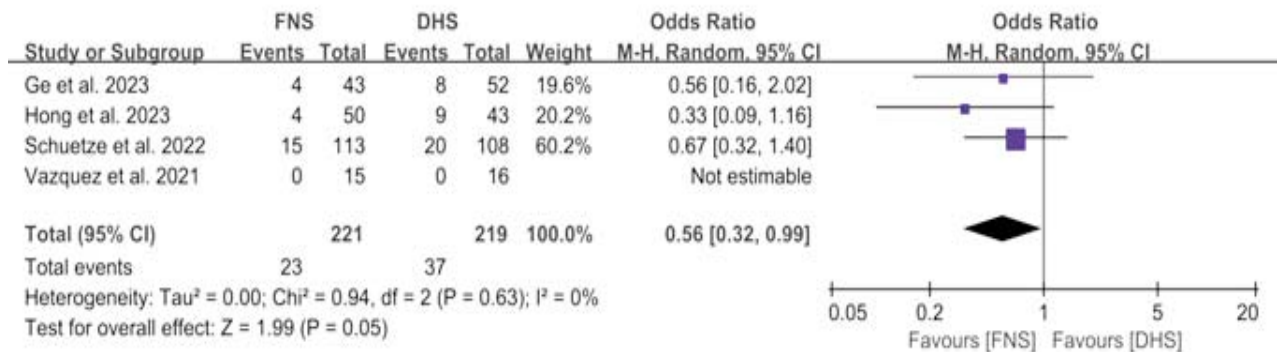 FNS DHS Odds Ratio Odds Ratio
Study or Subgroup Events Total Events Total Weight M-H, Random, 95% CI M-H, Random, 95% CI
Ge et al. 2023 4 43 8 52 19.6% 0.56 [0.16, 2.02]
Hong et al. 2023 4 50 9 43 20.2% 0.33 [0.09, 1.16]
Schuetze et al. 2022 15 113 20 108 60.2% 0.67 [0.32, 1.40]
Vazquez et al. 2021 0 15 0 16 Not estimable
Total (95% CI) 221 219 100.0% 0.56 [0.32, 0.99]
Total events 23 37
Heterogeneity: Tau² = 0.00; Chi² = 0.94, df = 2 (P = 0.63); I² = 0%
Test for overall effect: Z = 1.99 (P = 0.05)
0.05 0.2 1 5 20
Favours [FNS] Favours [DHS]